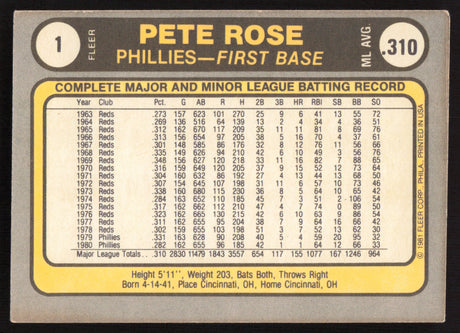 1
FLEER
PETE ROSE
PHILLIES—FIRST BASE
ML AVG.
.310
COMPLETE MAJOR AND MINOR LEAGUE BATTING RECORD
Year Club Pct. G AB R H 2B 3B HR RBI SB BB SO
1963 Reds .273 157 623 101 170 25 9 6 41 13 55 72
1964 Reds .269 136 516 64 139 13 2 4 34 4 36 51
1965 Reds .312 162 670 117 209 35 11 11 81 8 69 76
1966 Reds .313 156 654 97 205 38 5 16 70 4 37 61
1967 Reds .301 148 585 86 176 32 8 12 76 11 56 66
1968 Reds .335 149 626 94 210 42 6 10 49 3 56 76
1969 Reds .348 156 120 218 33 11 16 82 7 88 65
1970 Reds .316 159 649 120 205 37 9 15 52 12 73 64
1971 Reds .304 160 632 86 192 27 4 13 44 13 68 50
1972 Reds .307 154 645 107 198 31 11 6 57 10 73 46
1973 Reds .338 160 680 115 230 36 8 5 64 10 65 42
1974 Reds .284 163 652 110 185 45 7 3 51 2 106 54
1975 Reds .317 162 662 112 210 47 4 7 74 0 89 50
1976 Reds .323 162 665 130 215 42 6 10 63 9 86 54
1977 Reds .311 162 655 95 204 38 7 9 64 16 66 42
1978 Reds .302 159 655 103 198 51 3 7 52 13 62 30
1979 Phillies .331 163 628 90 208 40 5 4 59 20 95 32
1980 Phillies .282 162 655 95 185 42 1 1 64 12 66 33
Major League Totals .310 2830 11479 1843 3557 654 117 155 1077 167 1246 964
Height 5'11", Weight 203, Bats Both, Throws Right
Born 4-14-41, Place Cincinnati, OH, Home Cincinnati, OH
© 1981 FLEER CORP. PHILA. PRINTED IN USA